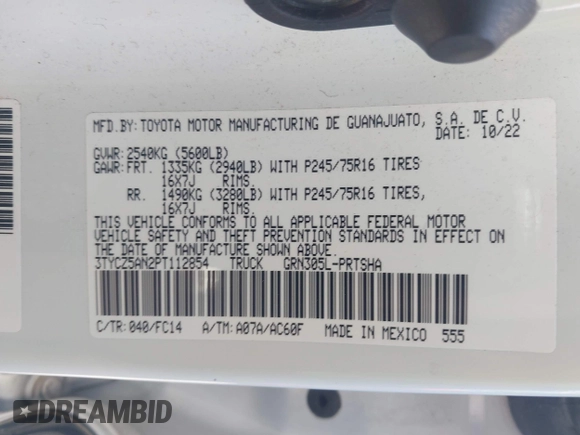 MFD.BY:TOYOTA MOTOR MANUFACTURING DE GUANAJUATO, S.A. DE C.V.
DATE: 10/22
GVWR:2540KG (5600LB)
GAWR:FRT. 1335KG (2940LB) WITH P245/75R16 TIRES
16X7J RIMS.
RR. 1490KG (3280LB) WITH P245/75R16 TIRES,
16X7J RIMS.
THIS VEHICLE CONFORMS TO ALL APPLICABLE FEDERAL MOTOR
VEHICLE SAFETY AND THEFT PREVENTION STANDARDS IN EFFECT ON
THE DATE OF MANUFACTURE SHOWN ABOVE.
3TYCZ5AN2PT112854 TRUCK GRN305L-PRTSHA
C/TR:040/FC14 A/TM:A07A/AC60F MADE IN MEXICO 555
DREAMBID